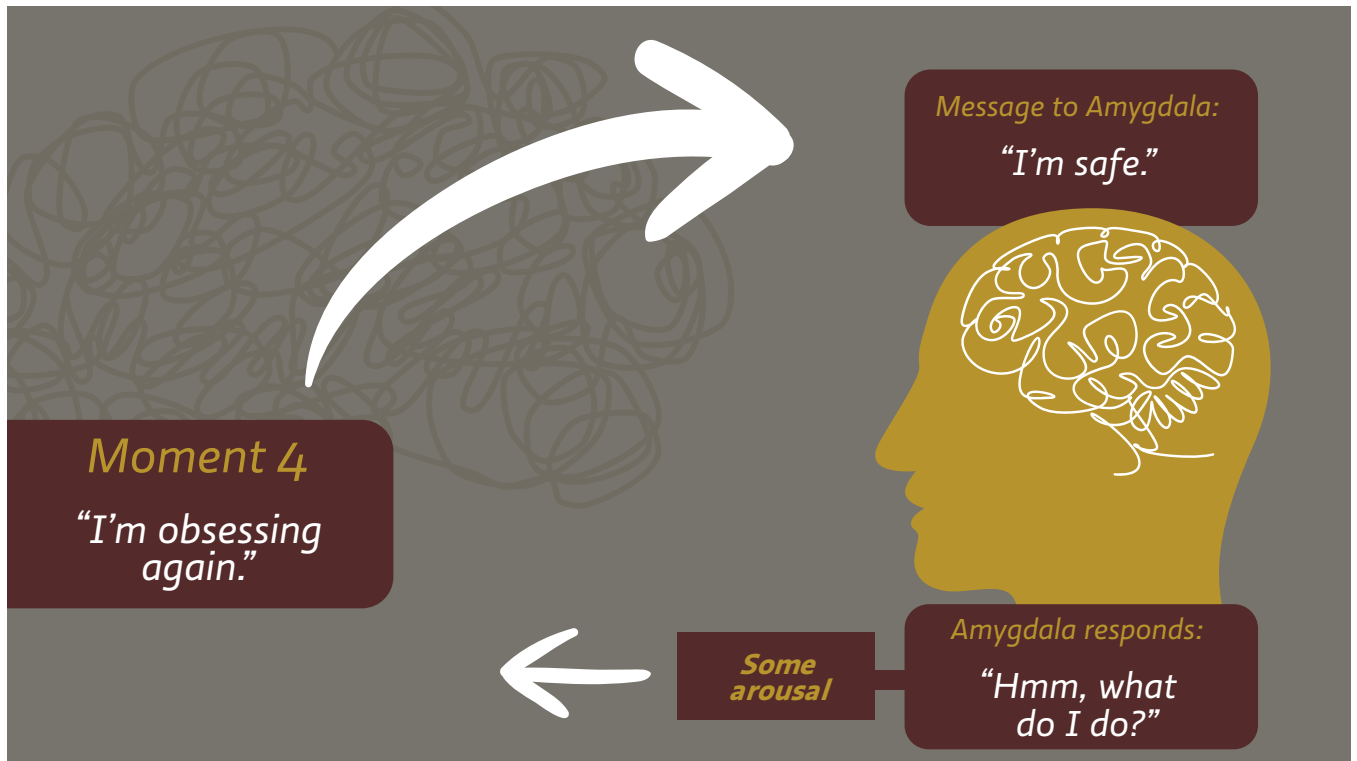 Message to Amygdala:
“I’m safe.”
Moment 4
“I’m obsessing
again.”
Amygdala responds:
“Hmm, what
do I do?”
Some
arousal